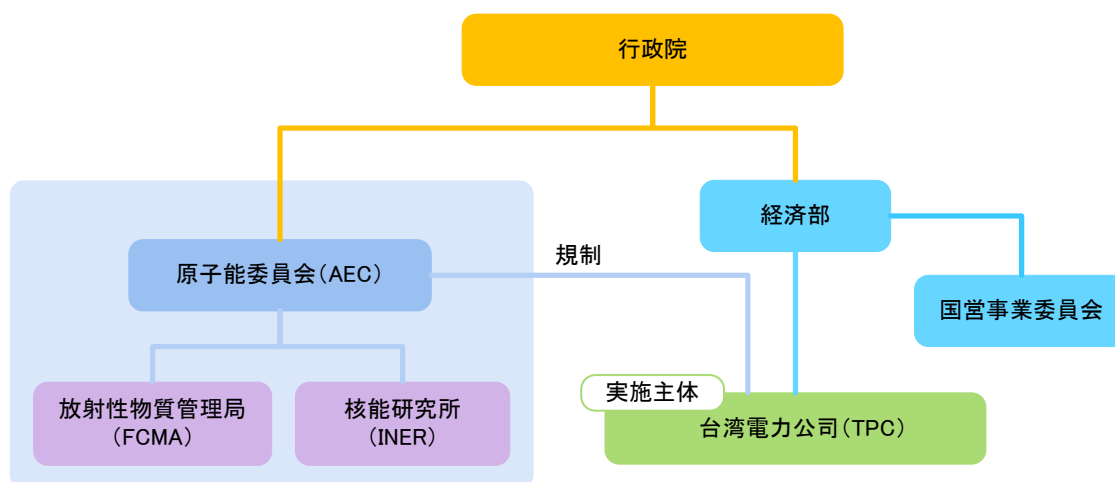 行政院
経済部
原子能委員会(AEC)
規制
国営事業委員会
実施主体
放射性物質管理局
(FCMA)
核能研究所
(INER)
台湾電力公司(TPC)